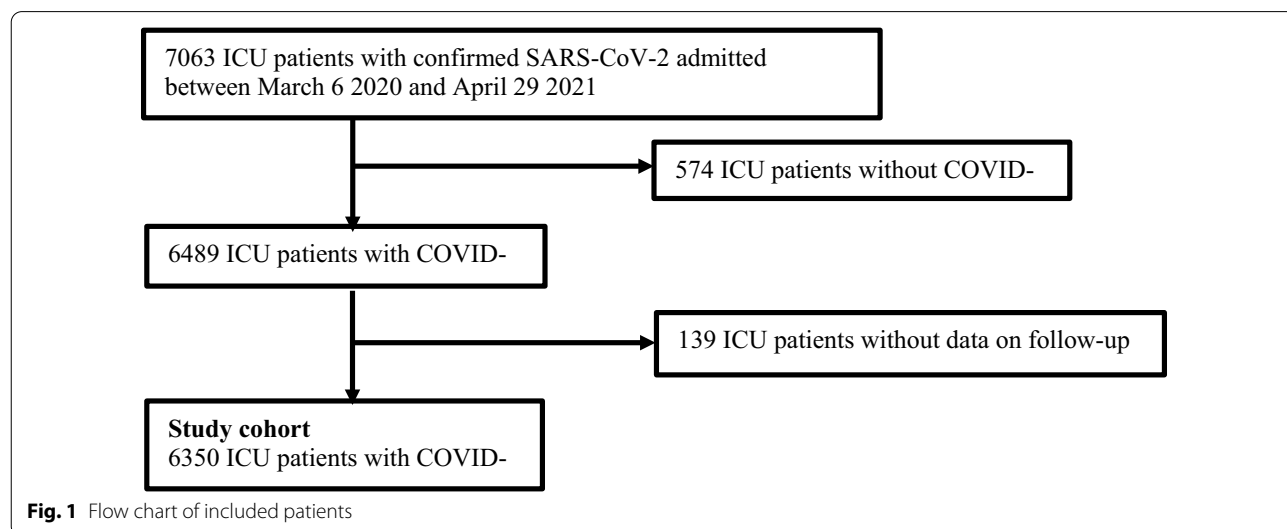 7063 ICU patients with confirmed SARS-CoV-2 admitted
between March 6 2020 and April 29 2021
574 ICU patients without COVID-
6489 ICU patients with COVID-
139 ICU patients without data on follow-up
Study cohort
6350 ICU patients with COVID-
Fig. 1 Flow chart of included patients